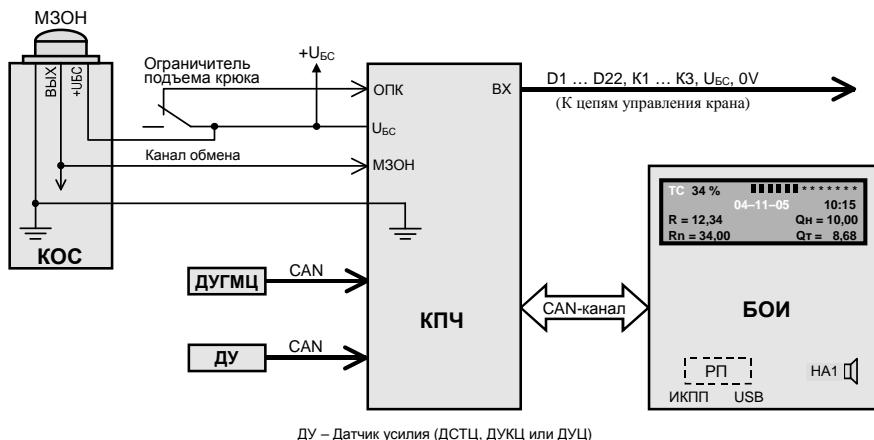 МЗОН
ВЫХ
+UБС
КОС
Ограничитель
подъема крюка
+UБС
Канал обмена
ОПК
ВХ
UБС
МЗОН
КПЧ
D1 ... D22, К1 ... К3, UБС, 0V
(К цепям управления крана)
ДУГМЦ
CAN
ДУ
CAN
CAN-канал
ТС 34 % ▮▮▮▮▮▮ * * * * * * *
04–11–05 10:15
R = 12,34 Qн = 10,00
Rn = 34,00 Qт = 8,68
БОИ
РП
НА1
ИКПП USB
ДУ – Датчик усилия (ДСТЦ, ДУКЦ или ДУЦ)